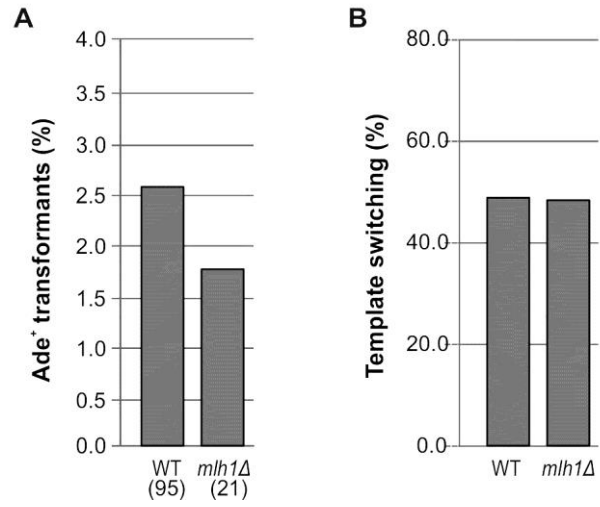 A
Ade+ transformants (%)
4.0
3.5
3.0
2.5
2.0
1.5
1.0
0.5
0.0
WT mlh1Δ
(95) (21)
B
Template switching (%)
80.0
60.0
40.0
20.0
0.0
WT mlh1Δ